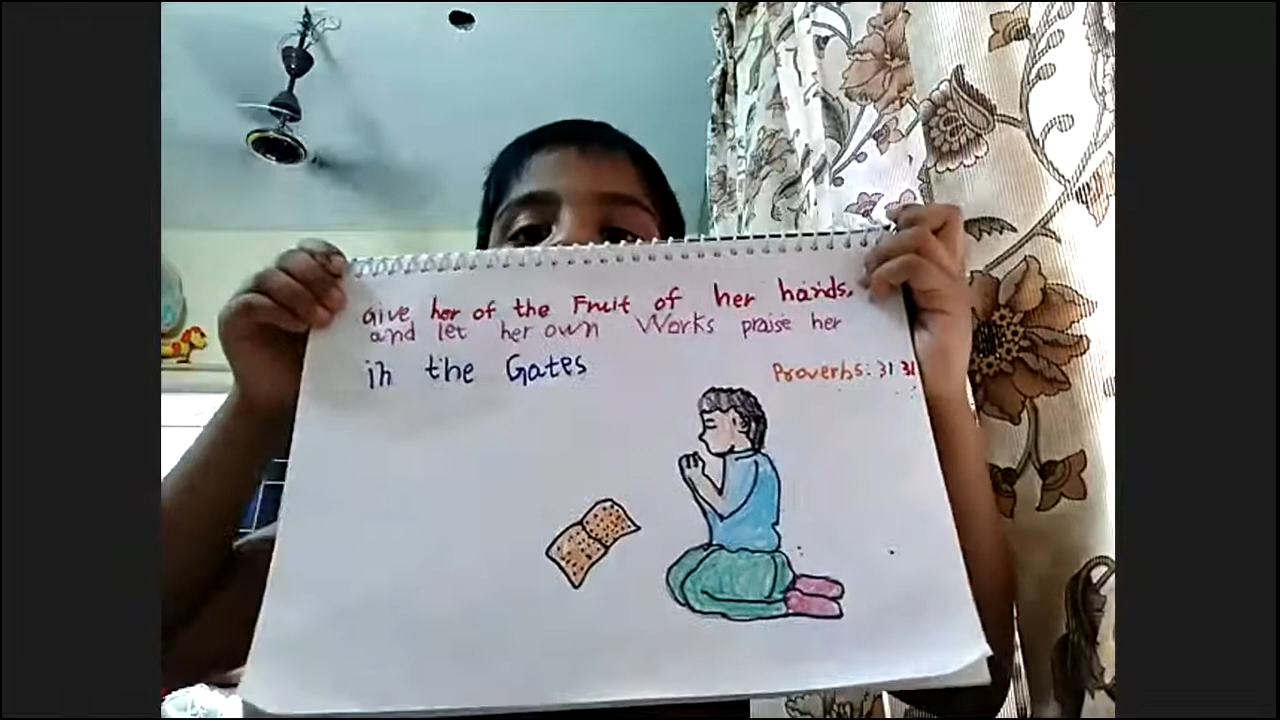 Give her of the Fruit of her hands,
and let her own Works praise her
in the Gates
Proverbs: 31:31